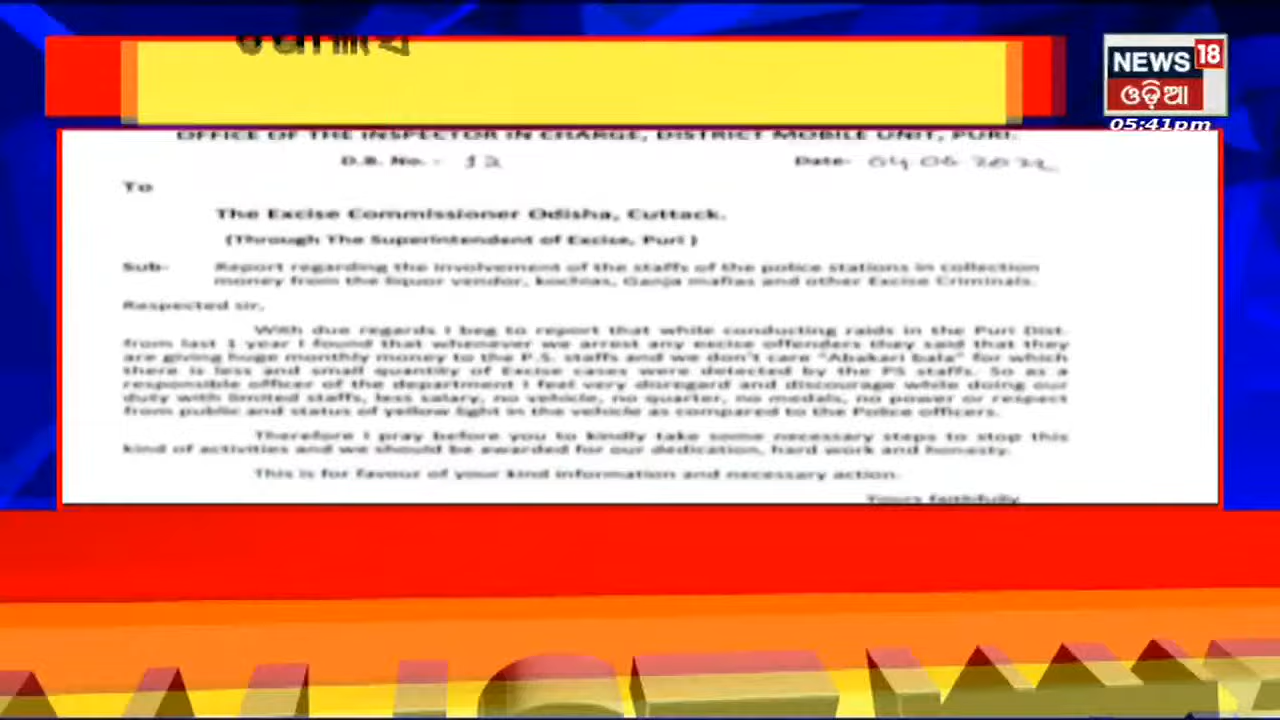 NEWS 18
ଓଡ଼ିଆ
05:41pm
OFFICE OF THE INSPECTOR IN CHARGE, DISTRICT MOBILE UNIT, PURI.
D.B. No. - 12 Date- 04 06 2022
To
The Excise Commissioner Odisha, Cuttack.
(Through The Superintendent of Excise, Puri )
Sub- Report regarding the involvement of the staffs of the police stations in collection
money from the liquor vendor, kochias, Ganja mafias and other Excise Criminals.
Respected sir,
With due regards I beg to report that while conducting raids in the Puri Dist.
from last 1 year I found that whenever we arrest any excise offenders they said that they
are giving huge monthly money to the P.S. staffs and we don't care "Abakari bala" for which
there is less and small quantity of Excise cases were detected by the PS staffs. So as a
responsible officer of the department I feel very disregard and discourage while doing our
duty with limited staffs, less salary, no vehicle, no quarter, no medals, no power or respect
from public and status of yellow light in the vehicle as compared to the Police officers.
Therefore I pray before you to kindly take some necessary steps to stop this
kind of activities and we should be awarded for our dedication, hard work and honesty.
This is for favour of your kind information and necessary action.
Yours faithfully